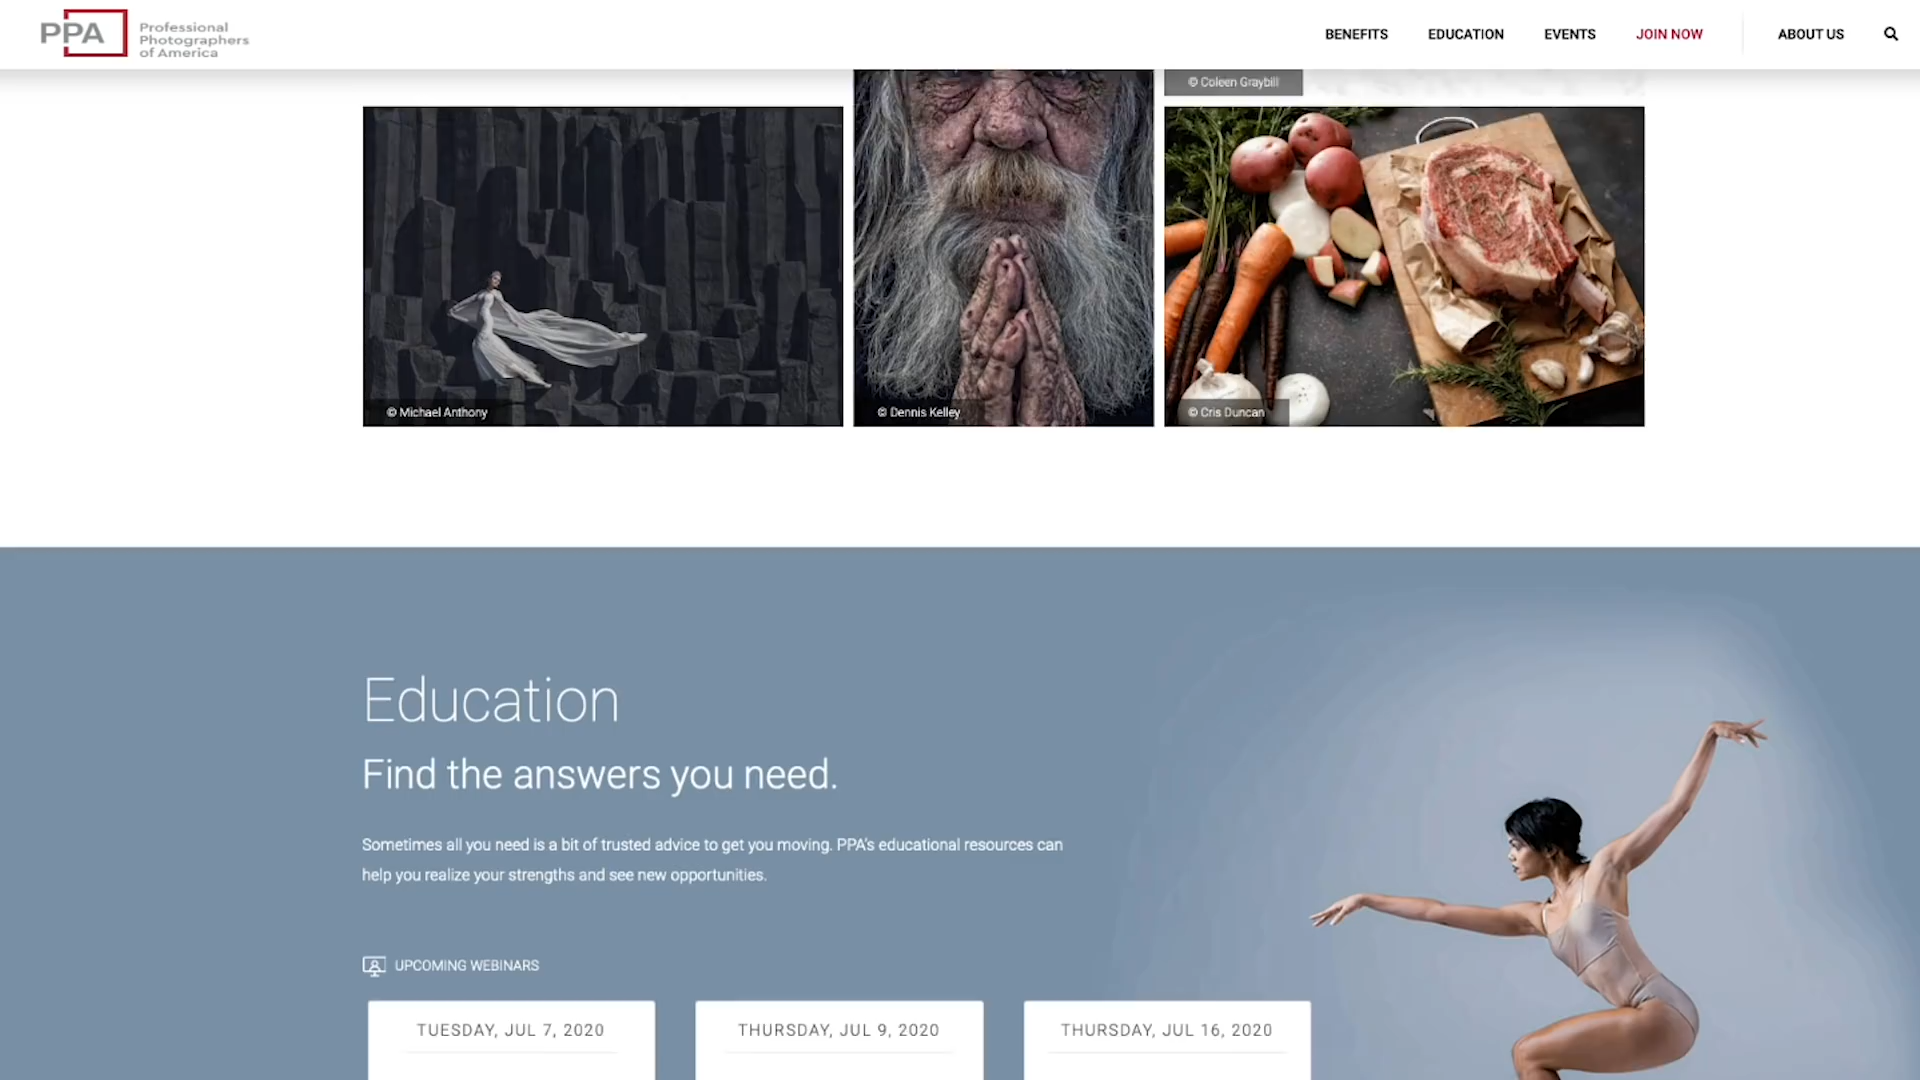 PPA
Professional
Photographers
of America
BENEFITS
EDUCATION
EVENTS
JOIN NOW
ABOUT US
© Coleen Graybill
© Michael Anthony
© Dennis Kelley
© Cris Duncan
Education
Find the answers you need.
Sometimes all you need is a bit of trusted advice to get you moving. PPA's educational resources can
help you realize your strengths and see new opportunities.
UPCOMING WEBINARS
TUESDAY, JUL 7, 2020
THURSDAY, JUL 9, 2020
THURSDAY, JUL 16, 2020